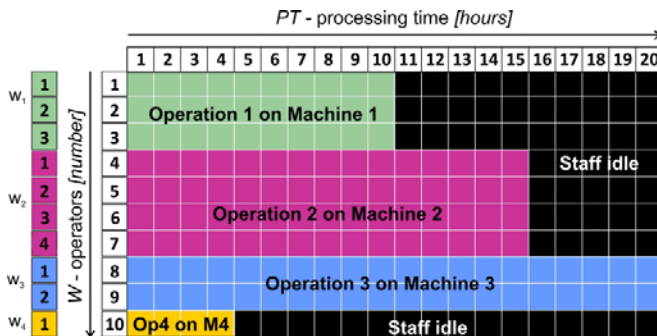 PT - processing time [hours]
1 2 3 4 5 6 7 8 9 10 11 12 13 14 15 16 17 18 19 20
W - operators [number]
W1
1 1
2 2
3 3
Operation 1 on Machine 1
W2
1 4
2 5
3 6
4 7
Staff idle
Operation 2 on Machine 2
W3
1 8
2 9
Operation 3 on Machine 3
W4
1 10
Op4 on M4
Staff idle